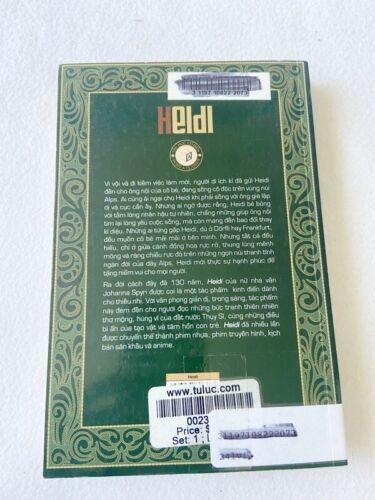 3 1197 10822 2073
Heidi
Vì vội vã đi kiếm việc làm mới, người dì ích kỉ đã gửi Heidi
đến cho ông nội của cô bé, đang sống cô độc trên vùng núi
Alps. Ai cũng ái ngại cho Heidi khi phải sống với ông già lập
dị và cục cằn ấy. Nhưng ai ngờ được rằng, Heidi bé bỏng
với tấm lòng nhân hậu tự nhiên, chẳng những giúp ông nội
tìm lại lòng yêu cuộc sống, mà còn mang đến bao đổi thay
kì diệu. Những ai từng gặp Heidi, dù ở Dörfli hay Frankfurt,
đều muốn cô bé mãi mãi ở bên mình. Nhưng tất cả đều
hiểu, chỉ ở giữa cánh đồng hoa rực rỡ, thung lũng mênh
mông và ráng chiều rực đỏ trên những ngọn núi thanh tĩnh
ngàn đời của dãy Alps, Heidi mới thực sự hạnh phúc để
tặng niềm vui cho mọi người.
Ra đời cách đây đã 130 năm, Heidi của nữ nhà văn
Johanna Spyri được coi là một tác phẩm kinh điển dành
cho thiếu nhi. Với văn phong giản dị, trong sáng, tác phẩm
này đem đến cho người đọc những bức tranh thiên nhiên
thơ mộng, hùng vĩ của đất nước Thụy Sĩ, cùng những điều
bí ẩn của tạo vật và tâm hồn con trẻ. Heidi đã nhiều lần
được chuyển thể thành phim nhựa, phim truyền hình, kịch
bản sân khấu và anime.
Heidi
www.tuluc.com
0023
Price: $
Set: 1 ; L
31197108222073